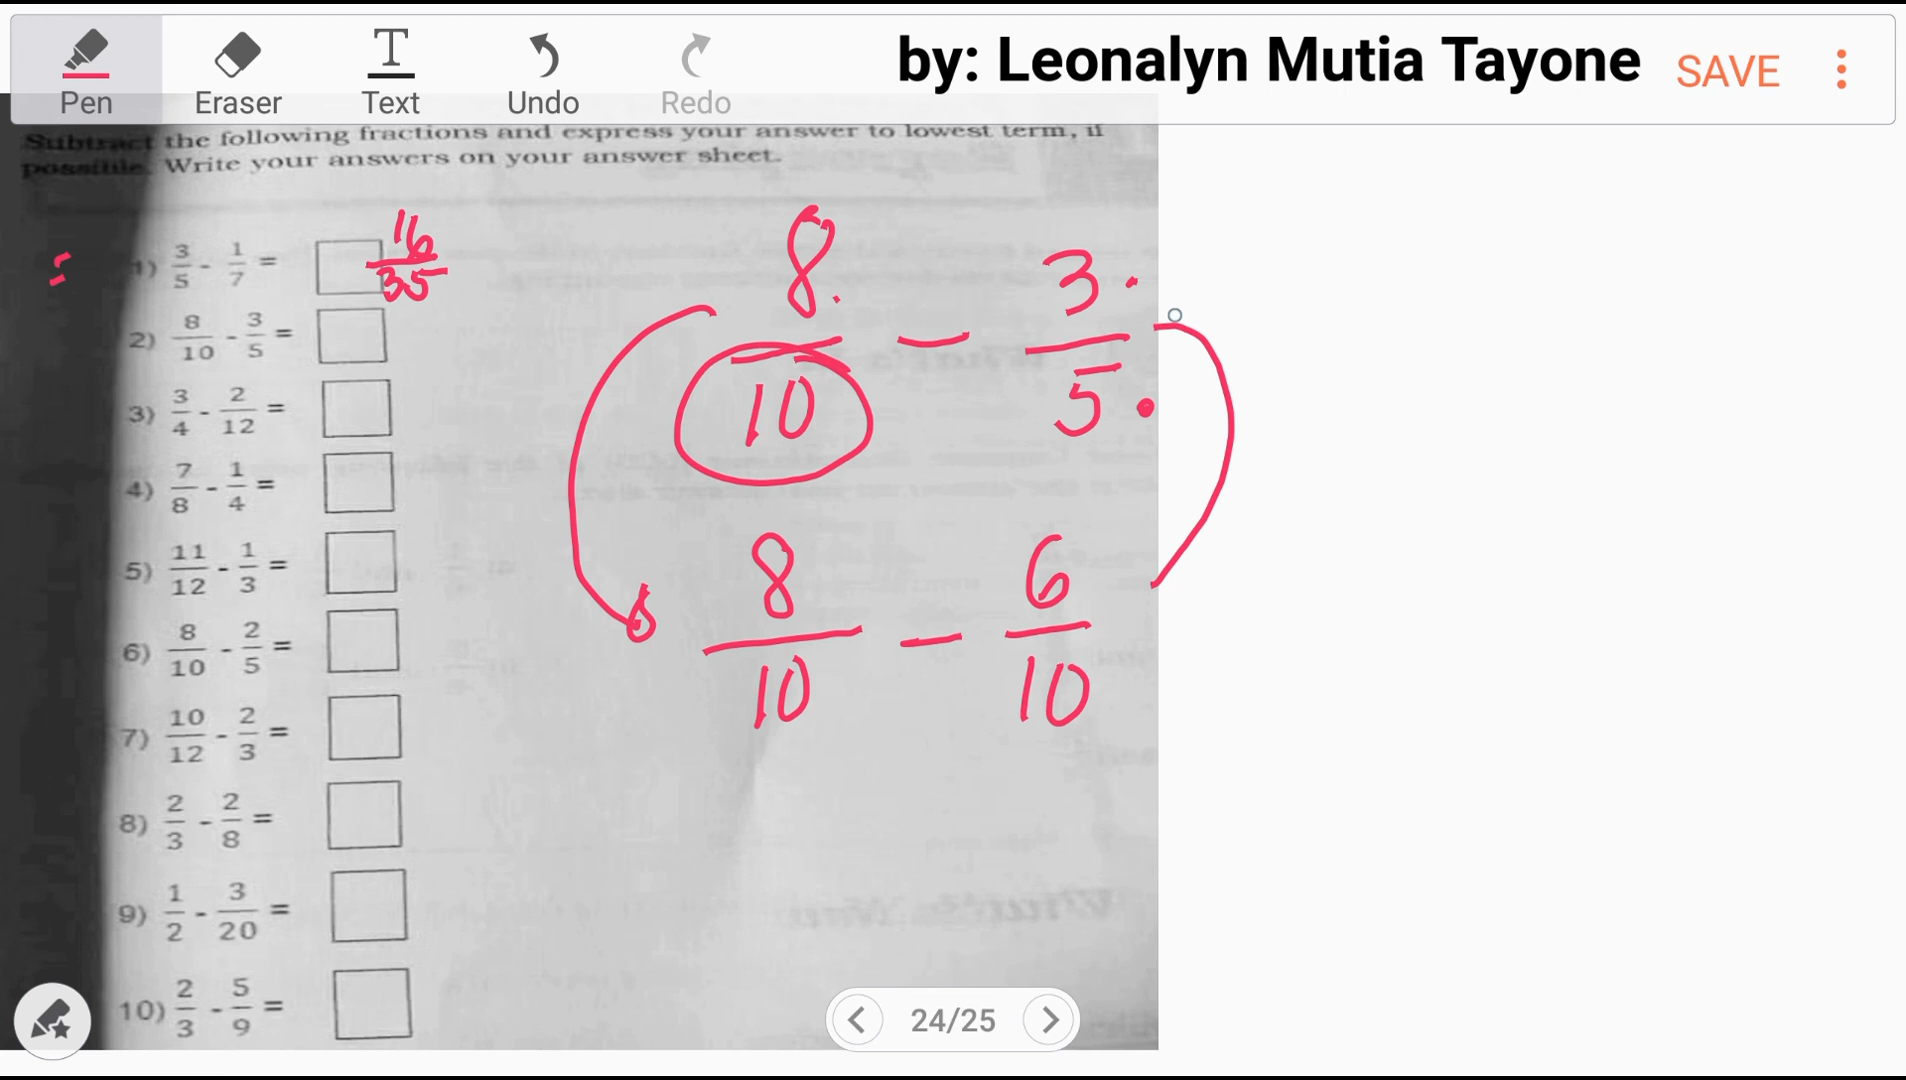 Pen Eraser Text Undo Redo by: Leonalyn Mutia Tayone SAVE
Subtract the following fractions and express your answer to lowest term, if
possible. Write your answers on your answer sheet.
1) 3/5 - 1/7 = 16/35
2) 8/10 - 3/5 =
3) 3/4 - 2/12 =
4) 7/8 - 1/4 =
5) 11/12 - 1/3 =
6) 8/10 - 2/5 =
7) 10/12 - 2/3 =
8) 2/3 - 2/8 =
9) 1/2 - 3/20 =
10) 2/3 - 5/9 =
8/10 - 3/5
8/10 - 6/10
24/25